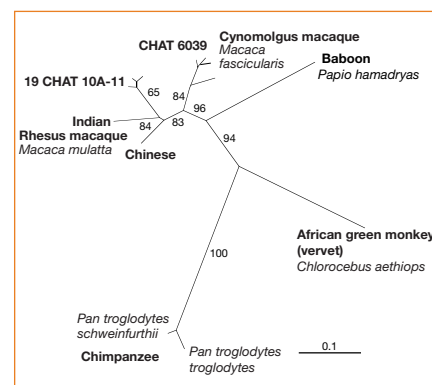 CHAT 6039
Cynomolgus macaque
Macaca
fascicularis
Baboon
Papio hamadryas
19 CHAT 10A-11
65
84
96
Indian
Rhesus macaque
Macaca mulatta
84
83
Chinese
94
African green monkey
(vervet)
Chlorocebus aethiops
100
Pan troglodytes
schweinfurthii
Chimpanzee
Pan troglodytes
troglodytes
0.1